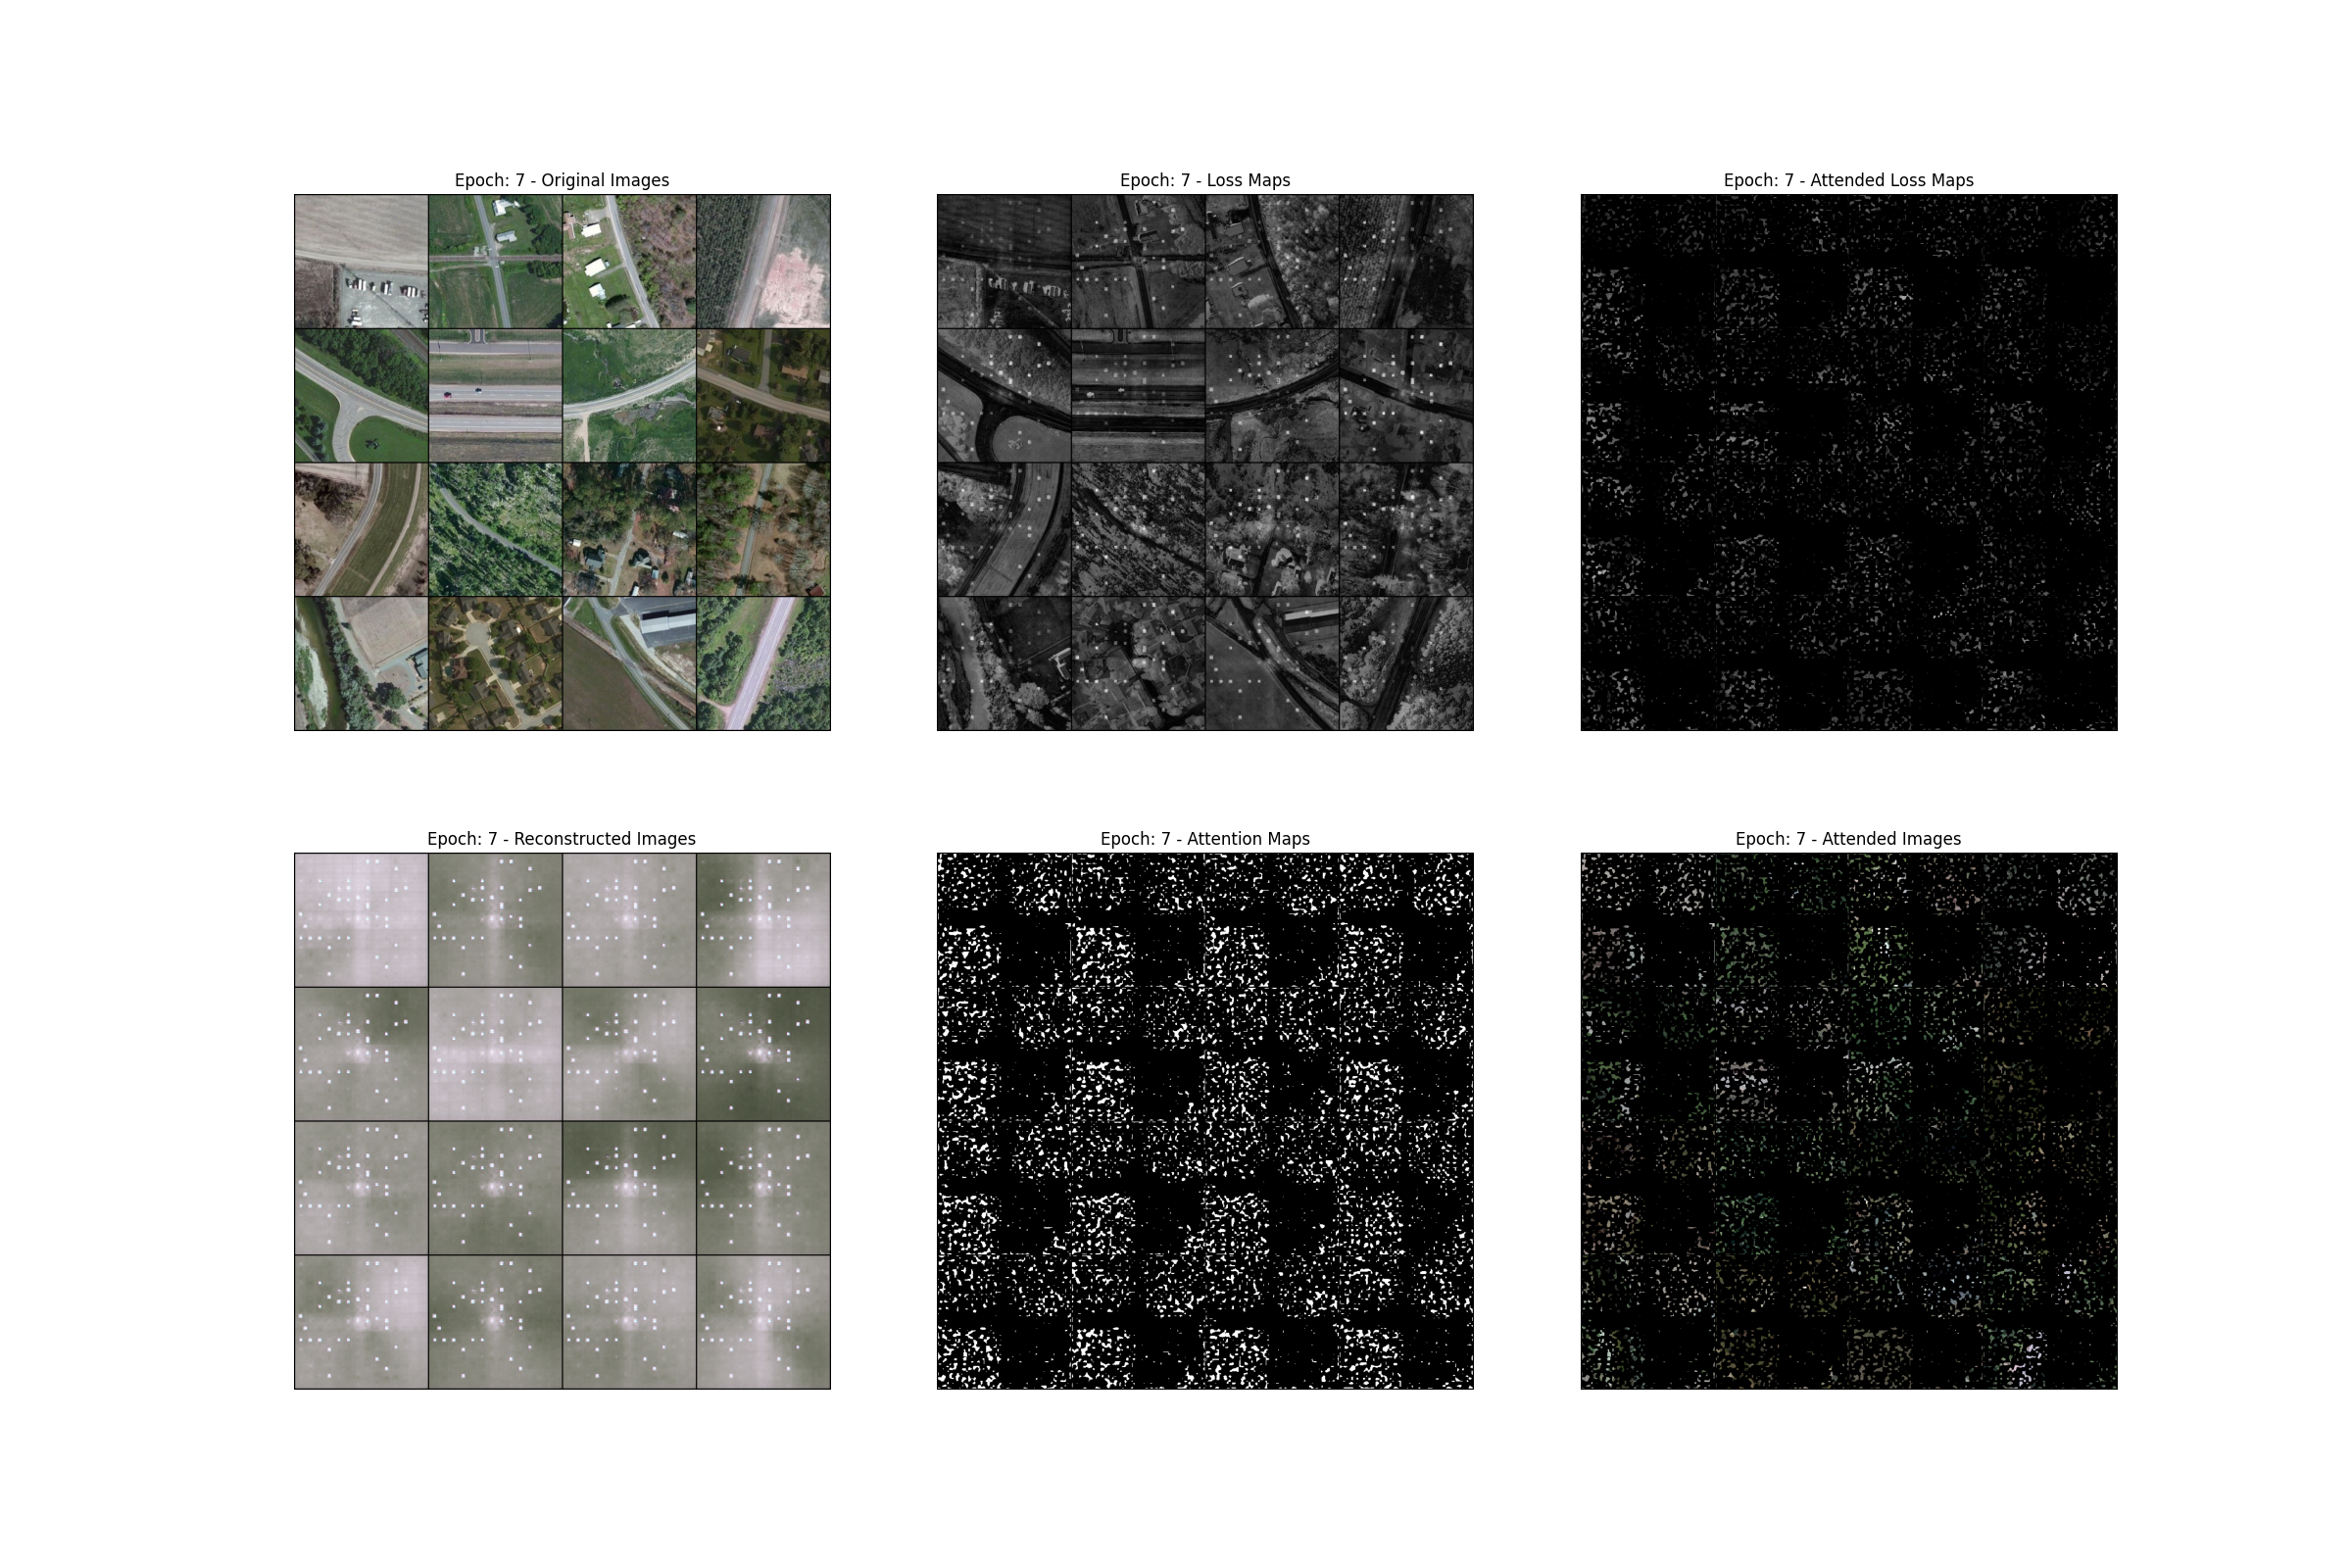 Epoch: 7 - Original Images
Epoch: 7 - Loss Maps
Epoch: 7 - Attended Loss Maps
Epoch: 7 - Reconstructed Images
Epoch: 7 - Attention Maps
Epoch: 7 - Attended Images